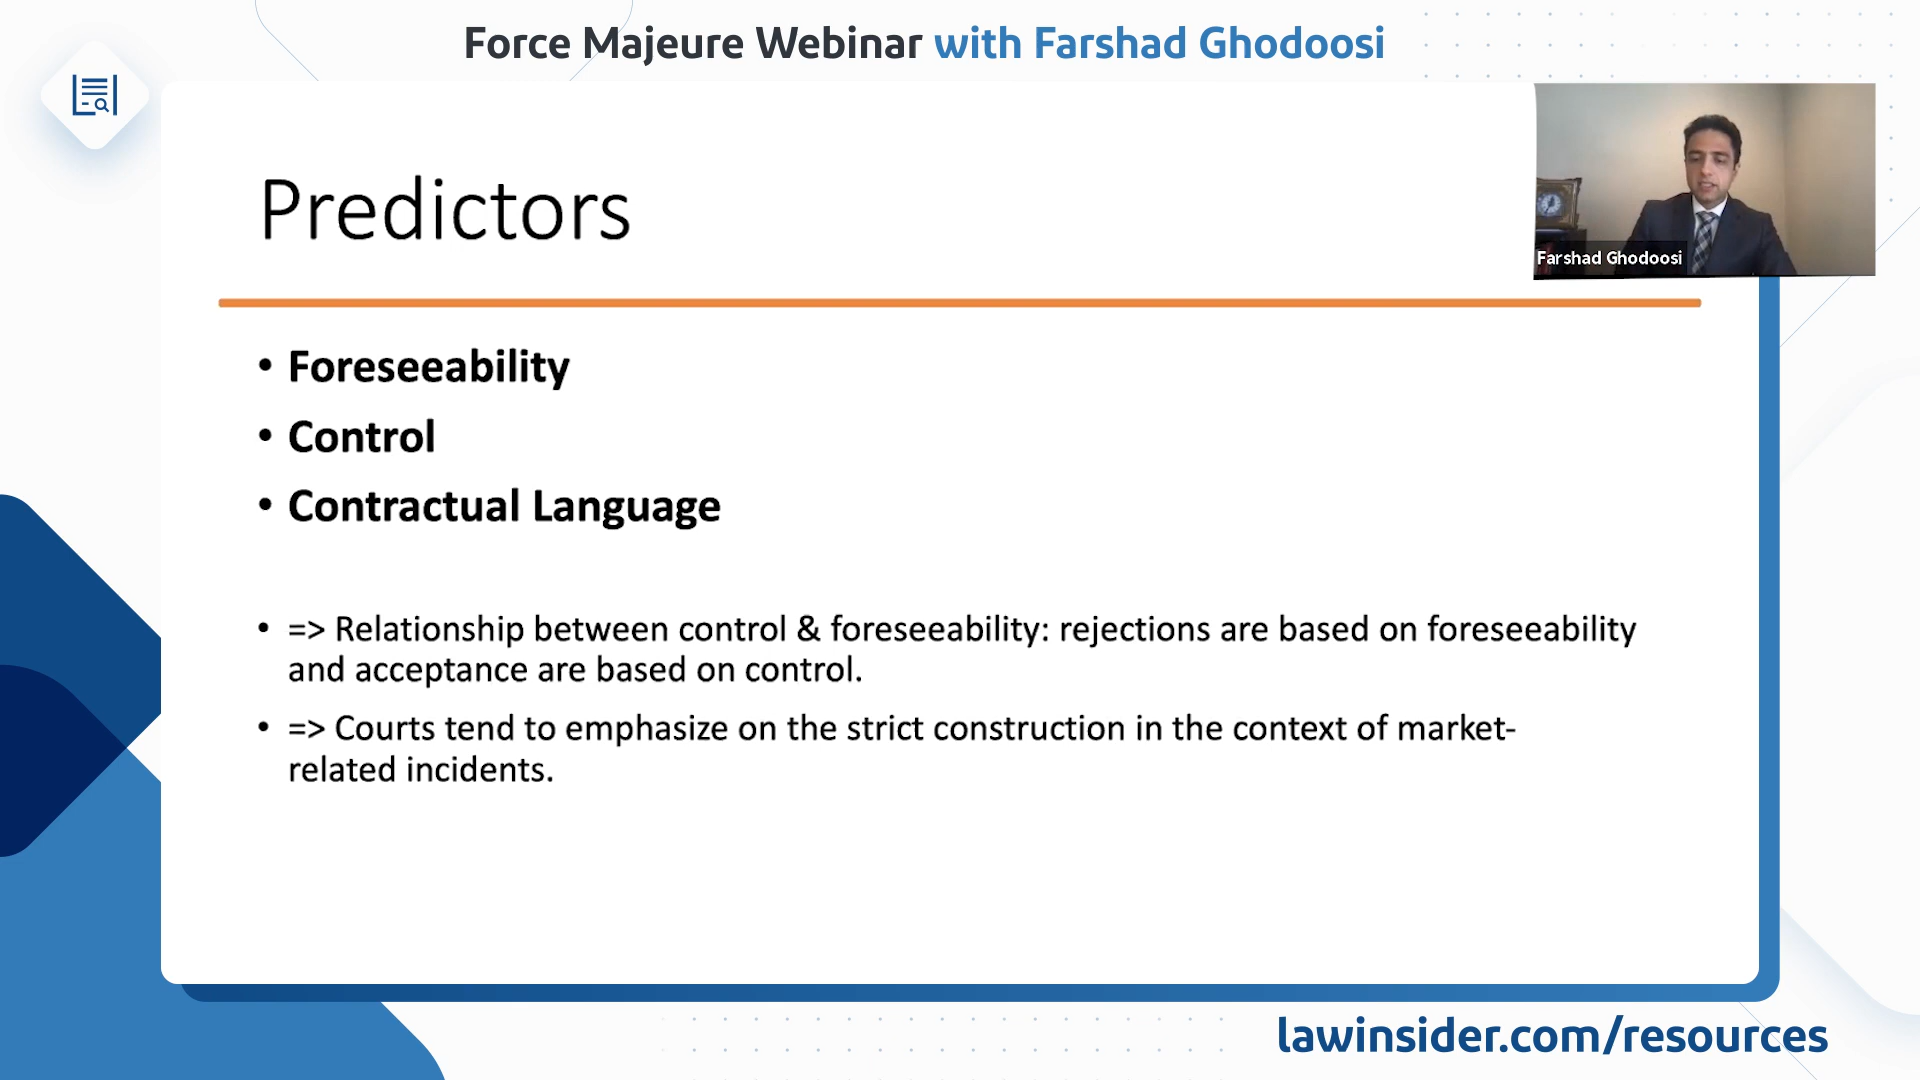 Force Majeure Webinar with Farshad Ghodoosi
Predictors
Farshad Ghodoosi
• Foreseeability
• Control
• Contractual Language
• => Relationship between control & foreseeability: rejections are based on foreseeability
and acceptance are based on control.
• => Courts tend to emphasize on the strict construction in the context of market-
related incidents.
lawinsider.com/resources